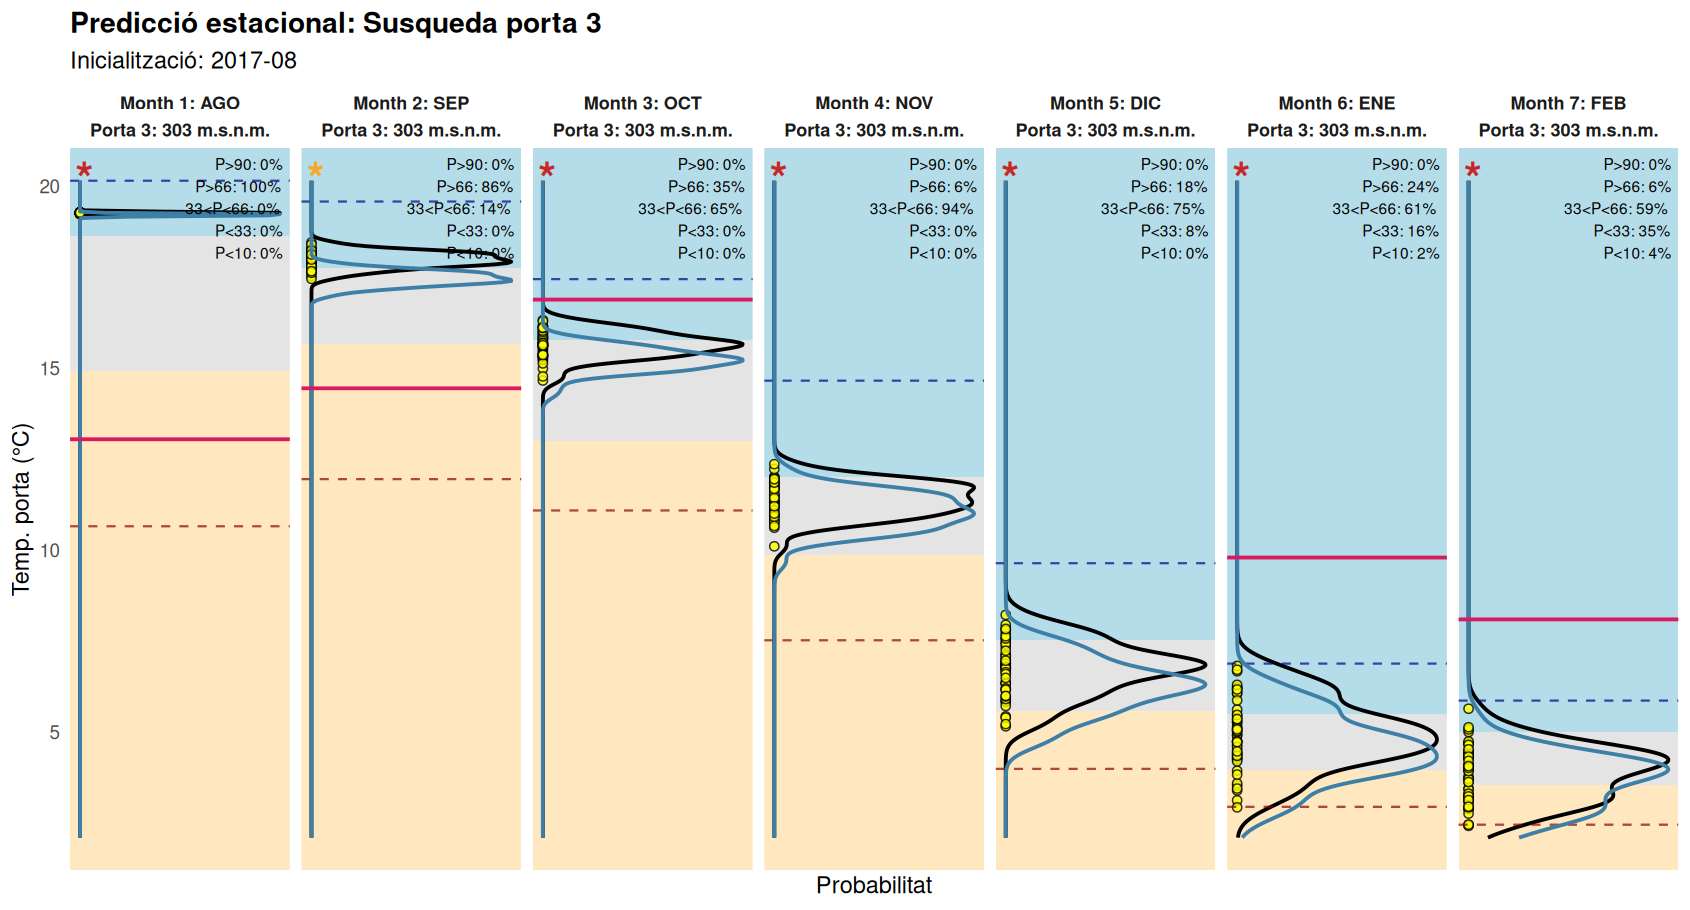 Predicció estacional: Susqueda porta 3
Inicialització: 2017-08
Month 1: AGO
Porta 3: 303 m.s.n.m.
Month 2: SEP
Porta 3: 303 m.s.n.m.
Month 3: OCT
Porta 3: 303 m.s.n.m.
Month 4: NOV
Porta 3: 303 m.s.n.m.
Month 5: DIC
Porta 3: 303 m.s.n.m.
Month 6: ENE
Porta 3: 303 m.s.n.m.
Month 7: FEB
Porta 3: 303 m.s.n.m.
*
P>90: 0%
P>66: 100%
33<P<66: 0%
P<33: 0%
P<10: 0%
*
P>90: 0%
P>66: 86%
33<P<66: 14%
P<33: 0%
P<10: 0%
*
P>90: 0%
P>66: 35%
33<P<66: 65%
P<33: 0%
P<10: 0%
*
P>90: 0%
P>66: 6%
33<P<66: 94%
P<33: 0%
P<10: 0%
*
P>90: 0%
P>66: 18%
33<P<66: 75%
P<33: 8%
P<10: 0%
*
P>90: 0%
P>66: 24%
33<P<66: 61%
P<33: 16%
P<10: 2%
*
P>90: 0%
P>66: 6%
33<P<66: 59%
P<33: 35%
P<10: 4%
20
15
10
5
Temp. porta (°C)
Probabilitat